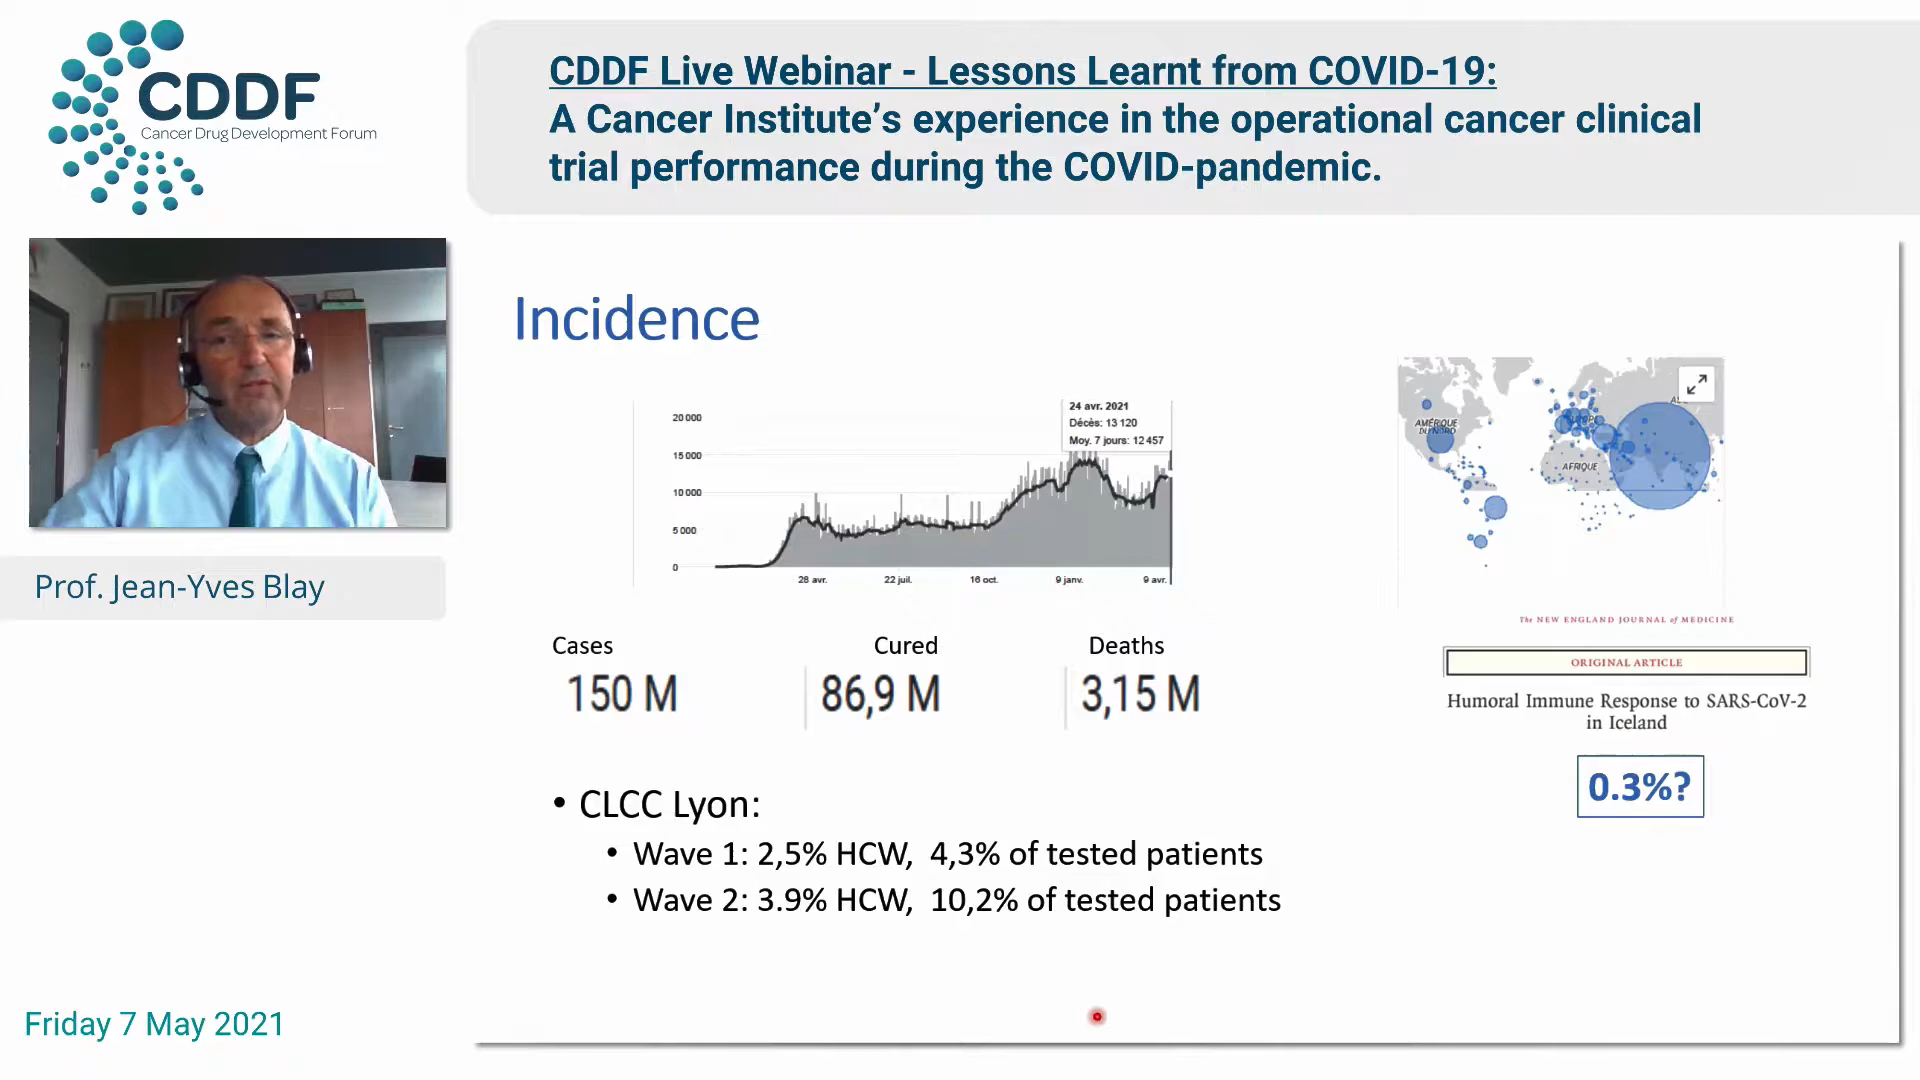 CDDF
Cancer Drug Development Forum
CDDF Live Webinar - Lessons Learnt from COVID-19:
A Cancer Institute’s experience in the operational cancer clinical
trial performance during the COVID-pandemic.
Prof. Jean-Yves Blay
Friday 7 May 2021
Incidence
24 avr. 2021
Décès: 13 120
Moy. 7 jours: 12 457
20 000
15 000
10 000
5 000
0
28 avr.
22 juil.
16 oct.
9 janv.
9 avr.
AMÉRIQUE
DU NORD
AFRIQUE
Cases
Cured
Deaths
150 M
86,9 M
3,15 M
The NEW ENGLAND JOURNAL of MEDICINE
ORIGINAL ARTICLE
Humoral Immune Response to SARS-CoV-2
in Iceland
0.3%?
• CLCC Lyon:
• Wave 1: 2,5% HCW, 4,3% of tested patients
• Wave 2: 3.9% HCW, 10,2% of tested patients